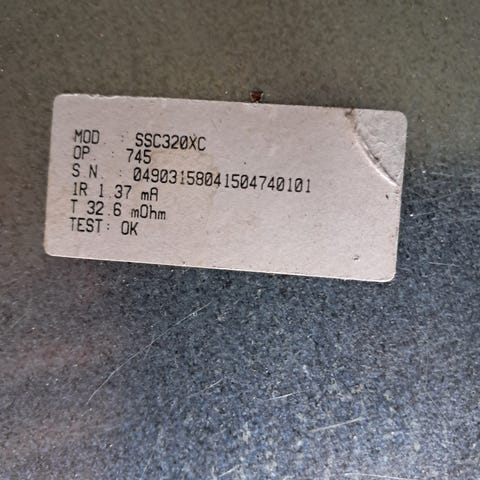 MOD : SSC320XC
OP. : 745
S.N. : 04903158041504740101
IR 1.37 mA
T 32.6 mOhm
TEST: OK